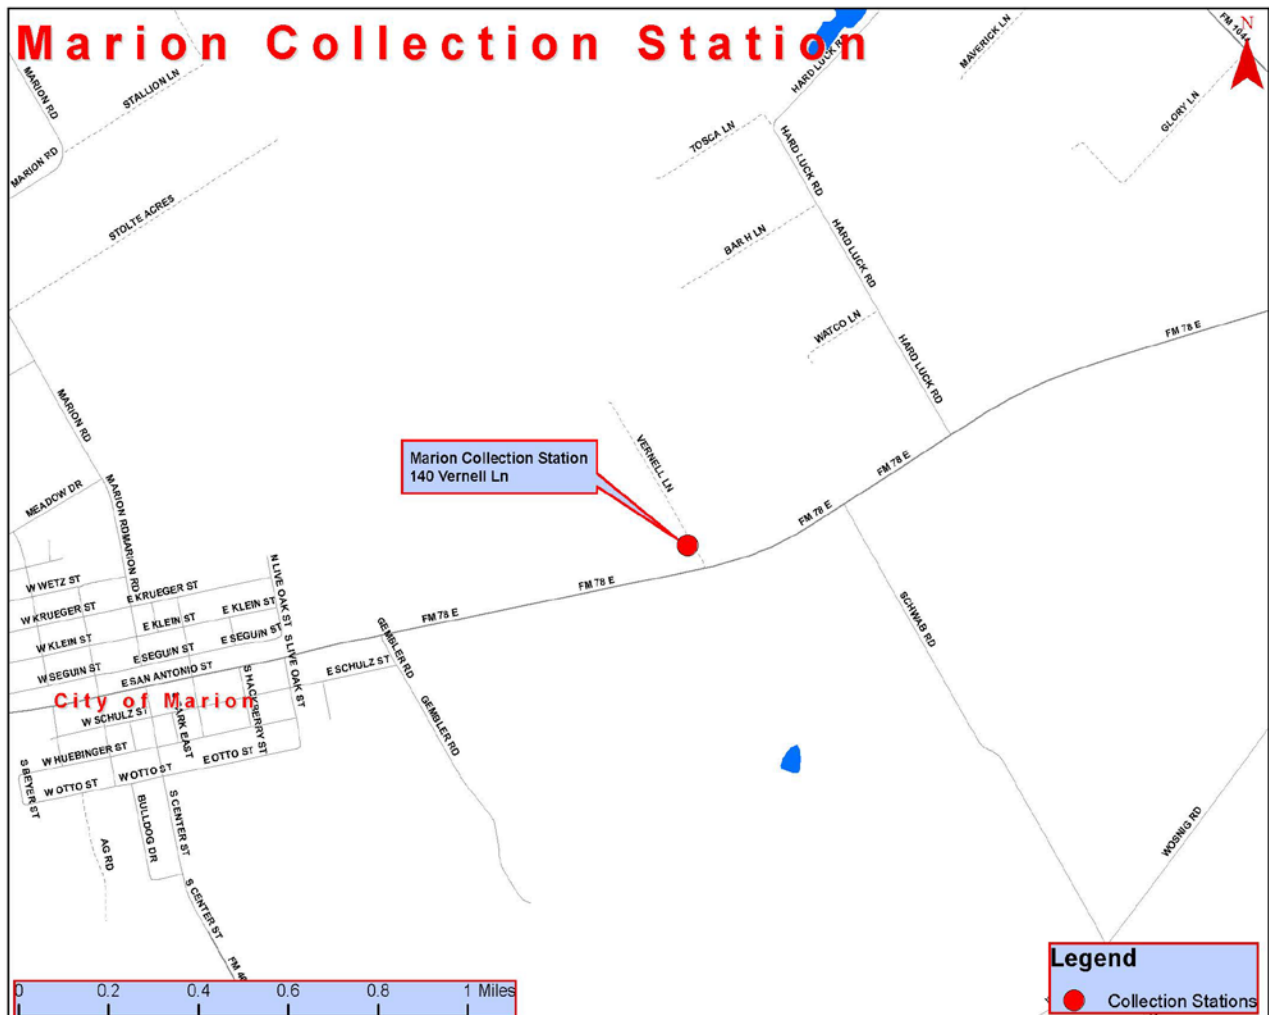 Marion Collection Station
N
FM 1044
MARION RD
STALLION LN
HARD LUCK RD
MAVERICK LN
GLORY LN
MARION RD
TOSCA LN
HARD LUCK RD
STOLTE ACRES
BAR H LN
HARD LUCK RD
WATCO LN
FM 78 E
HARD LUCK RD
MARION RD
VERNELL LN
Marion Collection Station
140 Vernell Ln
FM 78 E
MEADOW DR
MARION RD
MARION RD
FM 78 E
W WETZ ST
N LIVE OAK ST
FM 78 E
E KRUEGER ST
W KRUEGER ST
E KLEIN ST
E KLEIN ST
FM 78 E
SCHWAB RD
W KLEIN ST
E SEGUIN ST
E SEGUIN ST
GEMBLER RD
W SEGUIN ST
E SAN ANTONIO ST
S LIVE OAK ST
E SCHULZ ST
City of Marion
S HACKBERRY ST
GEMBLER RD
W SCHULZ ST
PARK EAST
W HUEBINGER ST
E OTTO ST
S BEYER ST
W OTTO ST
W OTTO ST
BULLDOG DR
S CENTER ST
AG RD
WOSNIG RD
S CENTER ST
Legend
Collection Stations
0 0.2 0.4 0.6 0.8 1 Miles